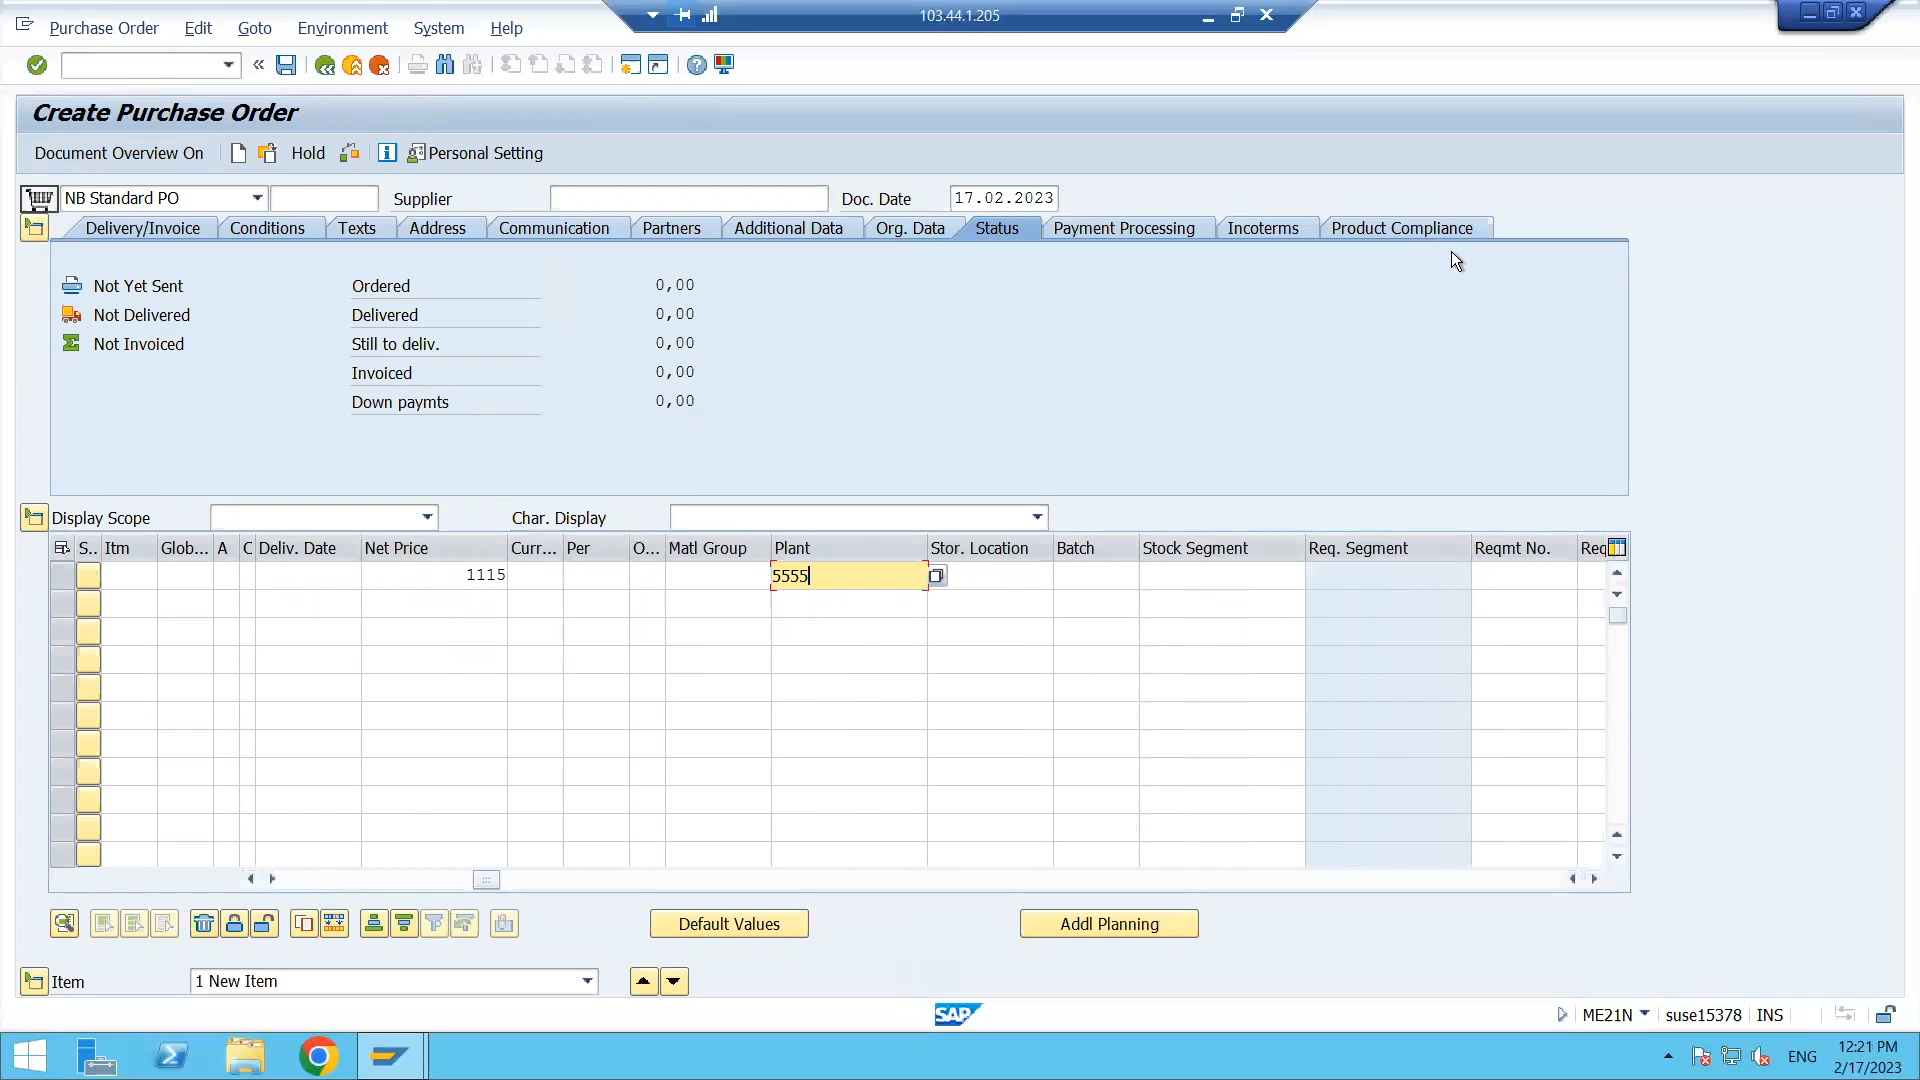 103.44.1.205
Purchase Order Edit Goto Environment System Help
Create Purchase Order
Document Overview On Hold Personal Setting
NB Standard PO Supplier Doc. Date 17.02.2023
Delivery/Invoice Conditions Texts Address Communication Partners Additional Data Org. Data Status Payment Processing Incoterms Product Compliance
Not Yet Sent Ordered 0,00
Not Delivered Delivered 0,00
Not Invoiced Still to deliv. 0,00
Invoiced 0,00
Down paymts 0,00
Display Scope Char. Display
S.. Itm Glob... A C Deliv. Date Net Price Curr... Per O... Matl Group Plant Stor. Location Batch Stock Segment Req. Segment Reqmt No. Req
1115 5555
Default Values Addl Planning
Item 1 New Item
SAP ME21N suse15378 INS
ENG 12:21 PM
2/17/2023